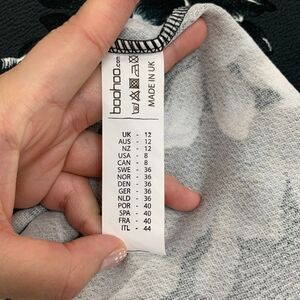 boohoo.com
MADE IN UK
UK - 12
AUS - 12
NZ - 12
USA - 8
CAN - 8
SWE - 36
NOR - 36
DEN - 36
GER - 36
NLD - 36
POR - 40
SPA - 40
FRA - 40
ITL - 44